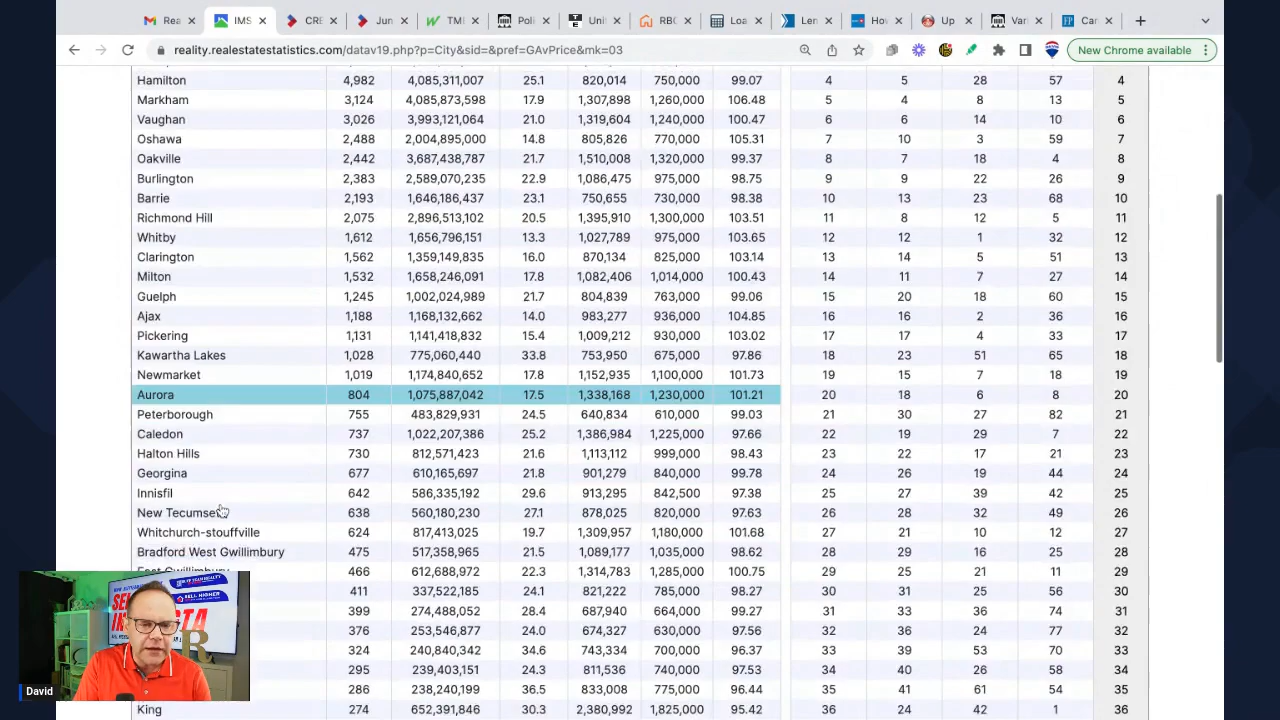 Rea
IMS
CRE
Jun
TMI
Poli
Unit
RBC
Loa
Len
Hov
Up
Vari
Car
reality.realestatestatistics.com/datav19.php?p=City&sid=&pref=GAvPrice&mk=03
New Chrome available
Hamilton 4,982 4,085,311,007 25.1 820,014 750,000 99.07 4 5 28 57 4
Markham 3,124 4,085,873,598 17.9 1,307,898 1,260,000 106.48 5 4 8 13 5
Vaughan 3,026 3,993,121,064 21.0 1,319,604 1,240,000 100.47 6 6 14 10 6
Oshawa 2,488 2,004,895,000 14.8 805,826 770,000 105.31 7 10 3 59 7
Oakville 2,442 3,687,438,787 21.7 1,510,008 1,320,000 99.37 8 7 18 4 8
Burlington 2,383 2,589,070,235 22.9 1,086,475 975,000 98.75 9 9 22 26 9
Barrie 2,193 1,646,186,437 23.1 750,655 730,000 98.38 10 13 23 68 10
Richmond Hill 2,075 2,896,513,102 20.5 1,395,910 1,300,000 103.51 11 8 12 5 11
Whitby 1,612 1,656,796,151 13.3 1,027,789 975,000 103.65 12 12 1 32 12
Clarington 1,562 1,359,149,835 16.0 870,134 825,000 103.14 13 14 5 51 13
Milton 1,532 1,658,246,091 17.8 1,082,406 1,014,000 100.43 14 11 7 27 14
Guelph 1,245 1,002,024,989 21.7 804,839 763,000 99.06 15 20 18 60 15
Ajax 1,188 1,168,132,662 14.0 983,277 936,000 104.85 16 16 2 36 16
Pickering 1,131 1,141,418,832 15.4 1,009,212 930,000 103.02 17 17 4 33 17
Kawartha Lakes 1,028 775,060,440 33.8 753,950 675,000 97.86 18 23 51 65 18
Newmarket 1,019 1,174,840,652 17.8 1,152,935 1,100,000 101.73 19 15 7 18 19
Aurora 804 1,075,887,042 17.5 1,338,168 1,230,000 101.21 20 18 6 8 20
Peterborough 755 483,829,931 24.5 640,834 610,000 99.03 21 30 27 82 21
Caledon 737 1,022,207,386 25.2 1,386,984 1,225,000 97.66 22 19 29 7 22
Halton Hills 730 812,571,423 21.6 1,113,112 999,000 98.43 23 22 17 21 23
Georgina 677 610,165,697 21.8 901,279 840,000 99.78 24 26 19 44 24
Innisfil 642 586,335,192 29.6 913,295 842,500 97.38 25 27 39 42 25
New Tecumseth 638 560,180,230 27.1 878,025 820,000 97.63 26 28 32 49 26
Whitchurch-stouffville 624 817,413,025 19.7 1,309,957 1,180,000 101.68 27 21 10 12 27
Bradford West Gwillimbury 475 517,358,965 21.5 1,089,177 1,035,000 98.62 28 29 16 25 28
East Gwillimbury 466 612,688,972 22.3 1,314,783 1,285,000 100.75 29 25 21 11 29
411 337,522,185 24.1 821,222 785,000 98.27 30 31 25 56 30
399 274,488,052 28.4 687,940 664,000 99.27 31 33 36 74 31
376 253,546,877 24.0 674,327 630,000 97.56 32 36 24 77 32
324 240,840,342 34.6 743,334 700,000 96.37 33 39 53 70 33
295 239,403,151 24.3 811,536 740,000 97.53 34 40 26 58 34
286 238,240,199 36.5 833,008 775,000 96.44 35 41 61 54 35
King 274 652,391,846 30.3 2,380,992 1,825,000 95.42 36 24 42 1 36
David